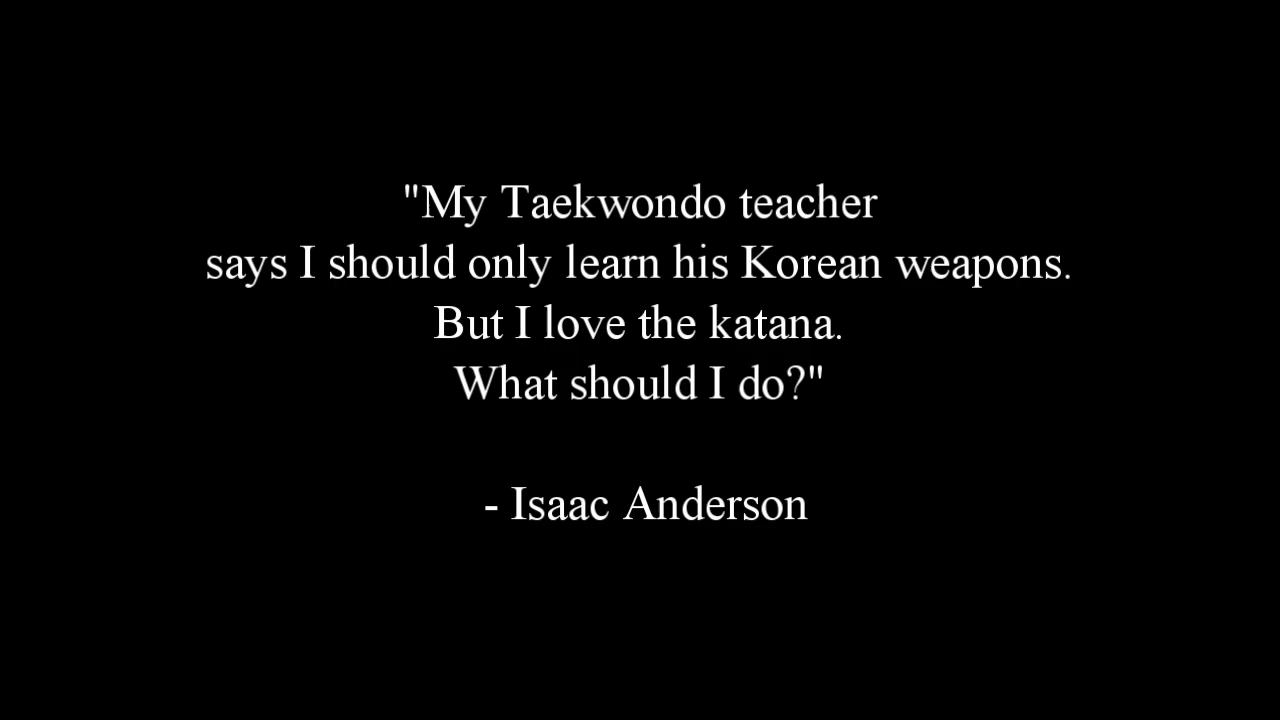 "My Taekwondo teacher
says I should only learn his Korean weapons.
But I love the katana.
What should I do?"
- Isaac Anderson